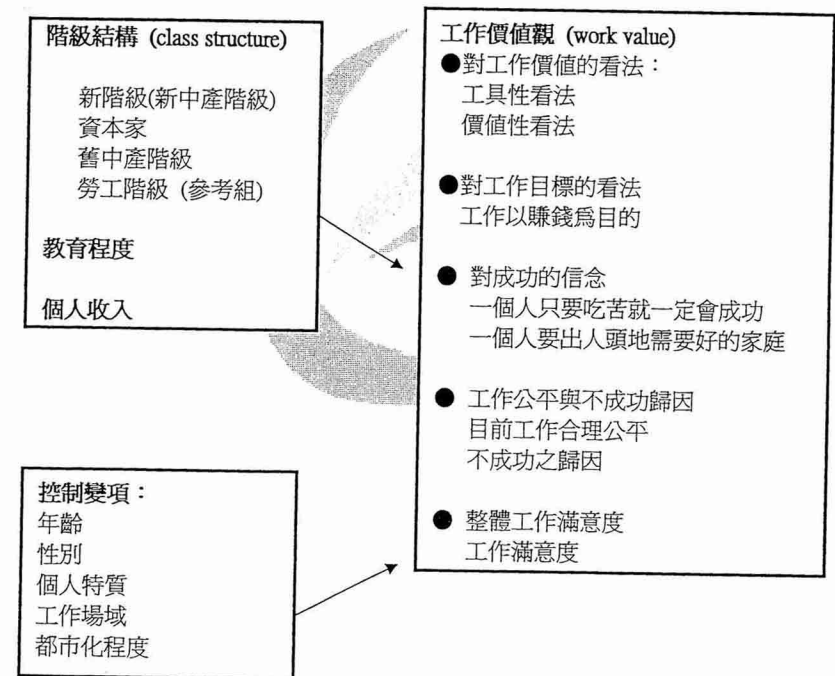 階級結構 (class structure)
新階級(新中產階級)
資本家
舊中產階級
勞工階級 (參考組)
教育程度
個人收入
控制變項：
年齡
性別
個人特質
工作場域
都市化程度
工作價值觀 (work value)
●對工作價值的看法：
工具性看法
價值性看法
●對工作目標的看法
工作以賺錢爲目的
● 對成功的信念
一個人只要吃苦就一定會成功
一個人要出人頭地需要好的家庭
● 工作公平與不成功歸因
目前工作合理公平
不成功之歸因
● 整體工作滿意度
工作滿意度